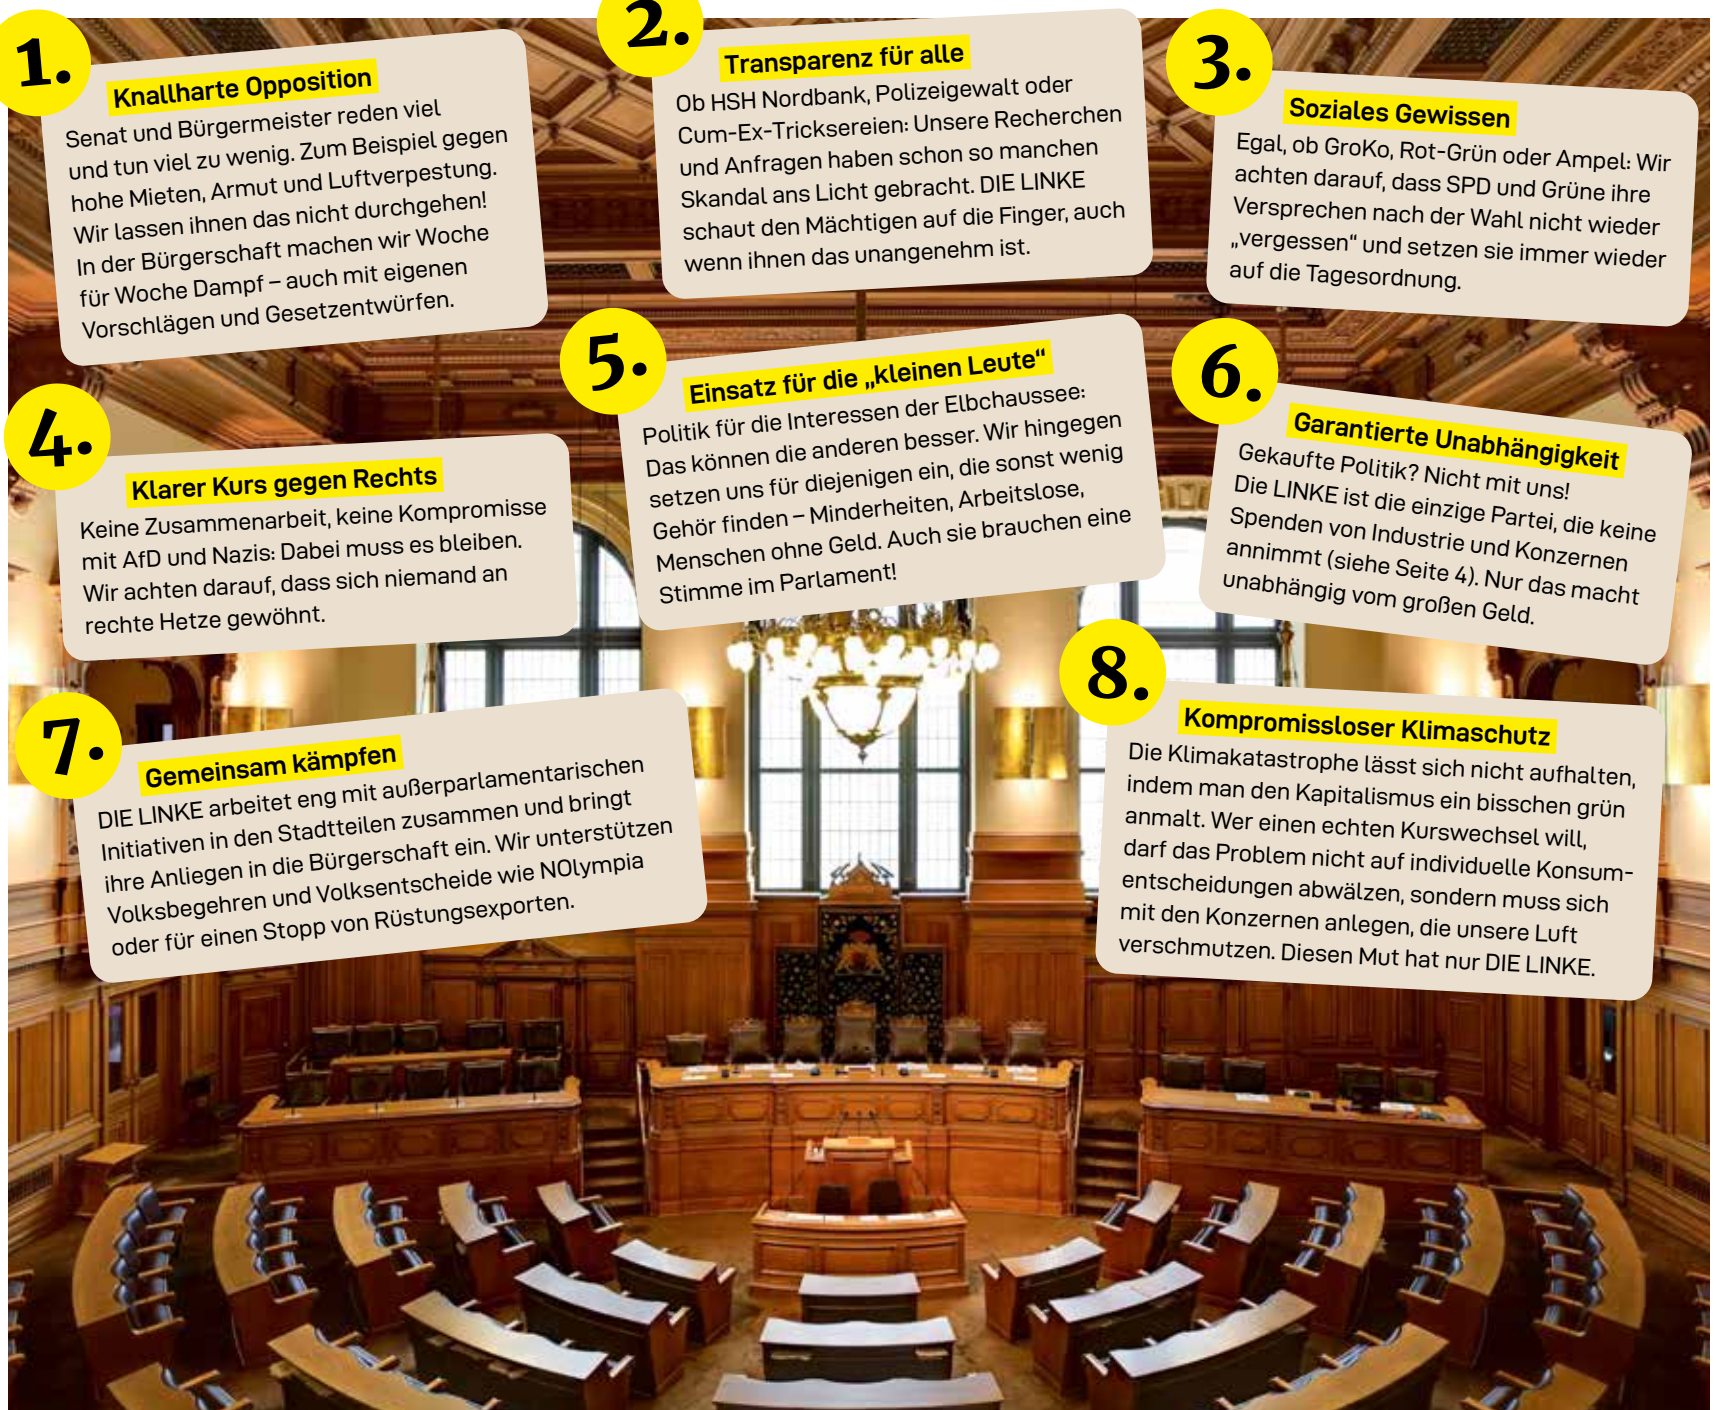 1.
Knallharte Opposition
Senat und Bürgermeister reden viel
und tun viel zu wenig. Zum Beispiel gegen
hohe Mieten, Armut und Luftverpestung.
Wir lassen ihnen das nicht durchgehen!
In der Bürgerschaft machen wir Woche
für Woche Dampf – auch mit eigenen
Vorschlägen und Gesetzentwürfen.
2.
Transparenz für alle
Ob HSH Nordbank, Polizeigewalt oder
Cum-Ex-Tricksereien: Unsere Recherchen
und Anfragen haben schon so manchen
Skandal ans Licht gebracht. DIE LINKE
schaut den Mächtigen auf die Finger, auch
wenn ihnen das unangenehm ist.
3.
Soziales Gewissen
Egal, ob GroKo, Rot-Grün oder Ampel: Wir
achten darauf, dass SPD und Grüne ihre
Versprechen nach der Wahl nicht wieder
„vergessen“ und setzen sie immer wieder
auf die Tagesordnung.
4.
Klarer Kurs gegen Rechts
Keine Zusammenarbeit, keine Kompromisse
mit AfD und Nazis: Dabei muss es bleiben.
Wir achten darauf, dass sich niemand an
rechte Hetze gewöhnt.
5.
Einsatz für die „kleinen Leute“
Politik für die Interessen der Elbchaussee:
Das können die anderen besser. Wir hingegen
setzen uns für diejenigen ein, die sonst wenig
Gehör finden – Minderheiten, Arbeitslose,
Menschen ohne Geld. Auch sie brauchen eine
Stimme im Parlament!
6.
Garantierte Unabhängigkeit
Gekaufte Politik? Nicht mit uns!
Die LINKE ist die einzige Partei, die keine
Spenden von Industrie und Konzernen
annimmt (siehe Seite 4). Nur das macht
unabhängig vom großen Geld.
7.
Gemeinsam kämpfen
DIE LINKE arbeitet eng mit außerparlamentarischen
Initiativen in den Stadtteilen zusammen und bringt
ihre Anliegen in die Bürgerschaft ein. Wir unterstützen
Volksbegehren und Volksentscheide wie NOlympia
oder für einen Stopp von Rüstungsexporten.
8.
Kompromissloser Klimaschutz
Die Klimakatastrophe lässt sich nicht aufhalten,
indem man den Kapitalismus ein bisschen grün
anmalt. Wer einen echten Kurswechsel will,
darf das Problem nicht auf individuelle Konsum-
entscheidungen abwälzen, sondern muss sich
mit den Konzernen anlegen, die unsere Luft
verschmutzen. Diesen Mut hat nur DIE LINKE.